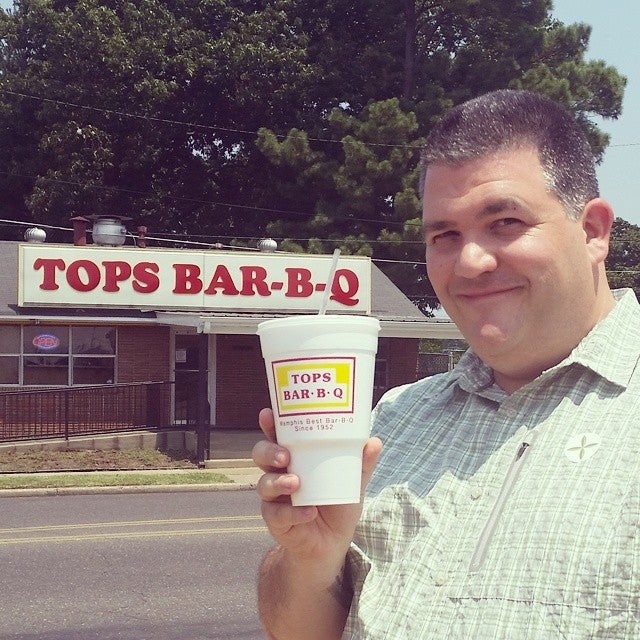 TOPS BAR-B-Q
TOPS
BAR·B·Q
Memphis Best Bar-B-Q
Since 1952